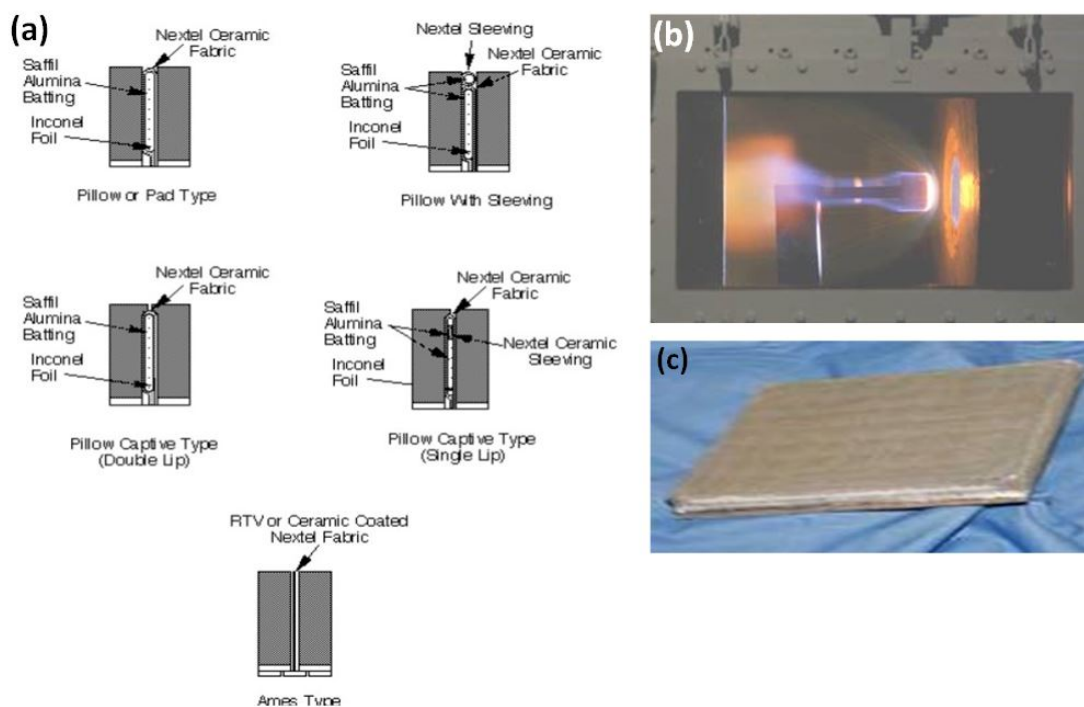 (a)
Nextel Ceramic
Fabric
Saffil
Alumina
Batting
Inconel
Foil
Pillow or Pad Type
Nextel Sleeving
Nextel Ceramic
Fabric
Saffil
Alumina
Batting
Inconel
Foil
Pillow With Sleeving
Nextel Ceramic
Fabric
Saffil
Alumina
Batting
Inconel
Foil
Pillow Captive Type
(Double Lip)
Nextel Ceramic
Fabric
Saffil
Alumina
Batting
Nextel Ceramic
Sleeving
Inconel
Foil
Pillow Captive Type
(Single Lip)
RTV or Ceramic Coated
Nextel Fabric
Ames Type
(b)
(c)